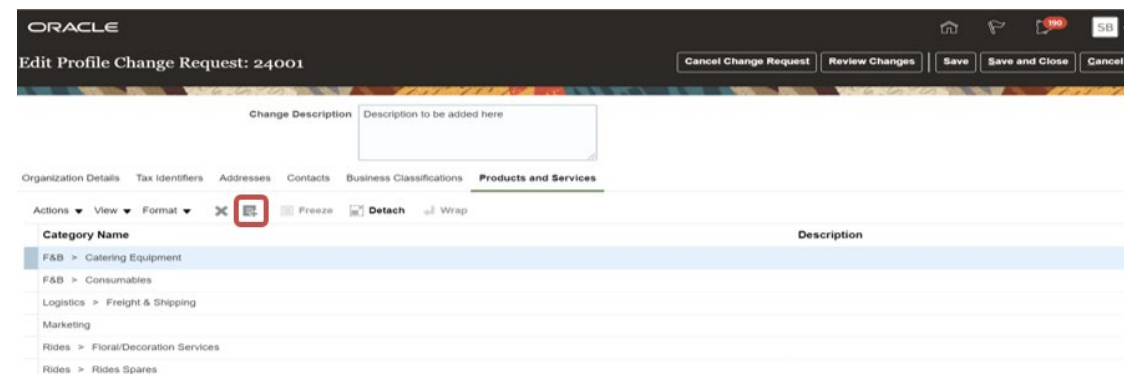 ORACLE
190
SB
Edit Profile Change Request: 24001
Cancel Change Request
Review Changes
Save
Save and Close
Cancel
Change Description
Description to be added here
Organization Details
Tax Identifiers
Addresses
Contacts
Business Classifications
Products and Services
Actions
View
Format
Freeze
Detach
Wrap
Category Name
Description
F&B > Catering Equipment
F&B > Consumables
Logistics > Freight & Shipping
Marketing
Rides > Floral/Decoration Services
Rides > Rides Spares